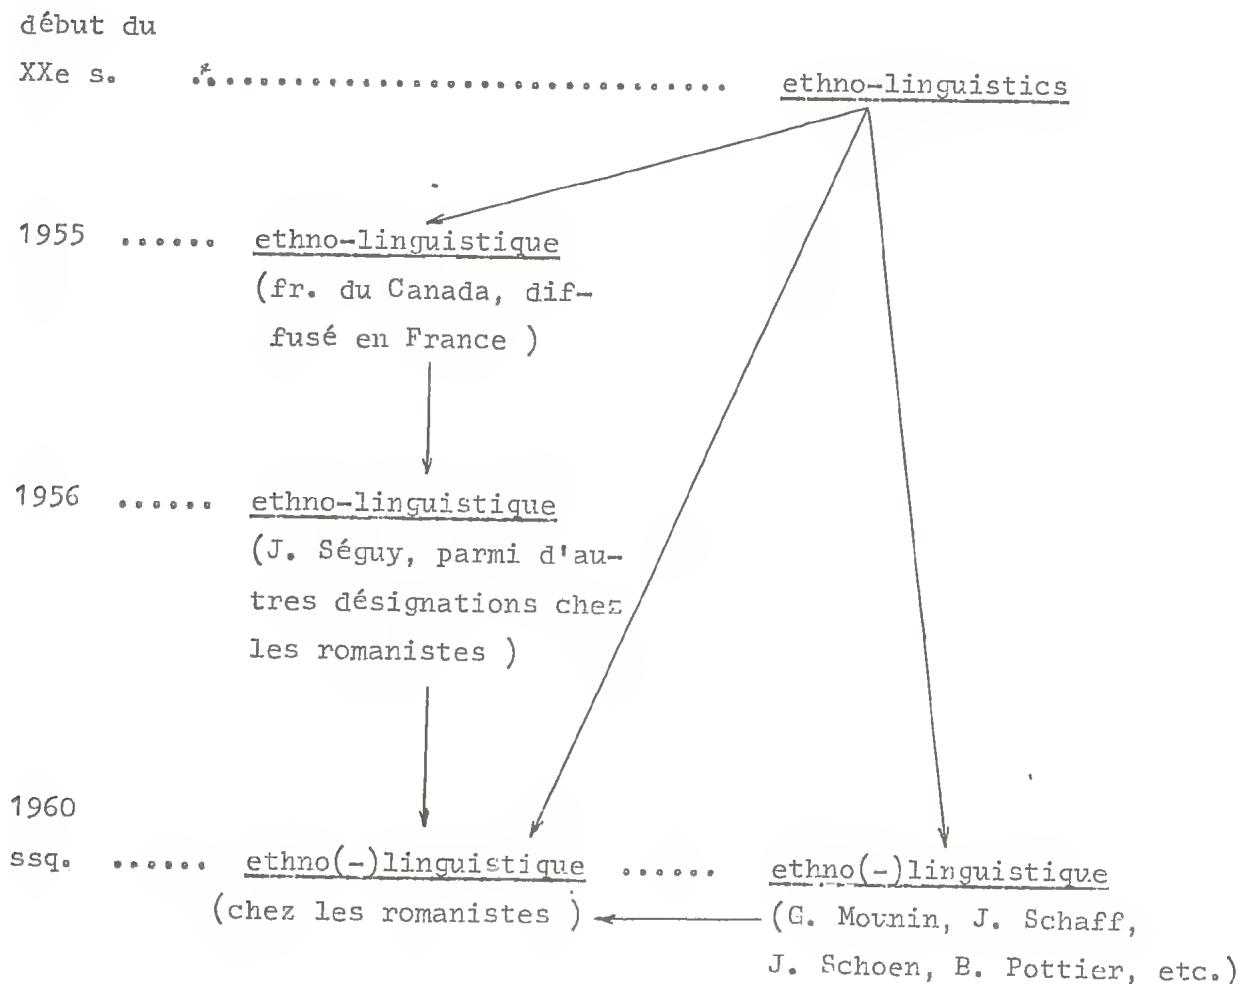 début du
XXe s. .*................................ ethno-linguistics
1955 ...... ethno-linguistique
(fr. du Canada, dif-
fusé en France )
1956 ...... ethno-linguistique
(J. Séguy, parmi d'au-
tres désignations chez
les romanistes )
1960
ssq. ...... ethno(-)linguistique ...... ethno(-)linguistique
(chez les romanistes ) (G. Mounin, J. Schaff,
J. Schoen, B. Pottier, etc.)